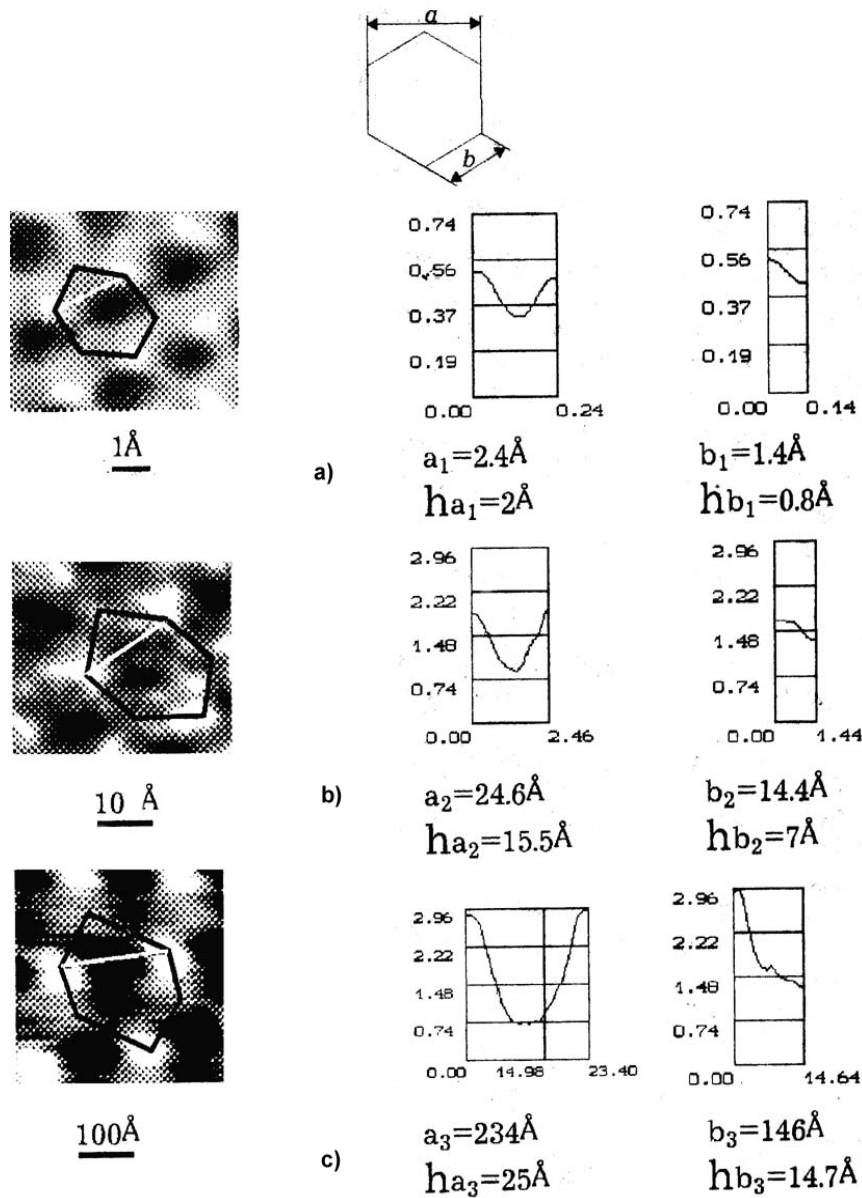 a
b
0.74
0.56
0.37
0.19
0.00 0.24
0.74
0.56
0.37
0.19
0.00 0.14
1Å
a)
a₁=2.4Å
ha₁=2Å
b₁=1.4Å
hb₁=0.8Å
2.96
2.22
1.48
0.74
0.00 2.46
2.96
2.22
1.48
0.74
0.00 1.44
10 Å
b)
a₂=24.6Å
ha₂=15.5Å
b₂=14.4Å
hb₂=7Å
2.96
2.22
1.48
0.74
0.00 14.98 23.40
2.96
2.22
1.48
0.74
0.00 14.64
100Å
c)
a₃=234Å
ha₃=25Å
b₃=146Å
hb₃=14.7Å